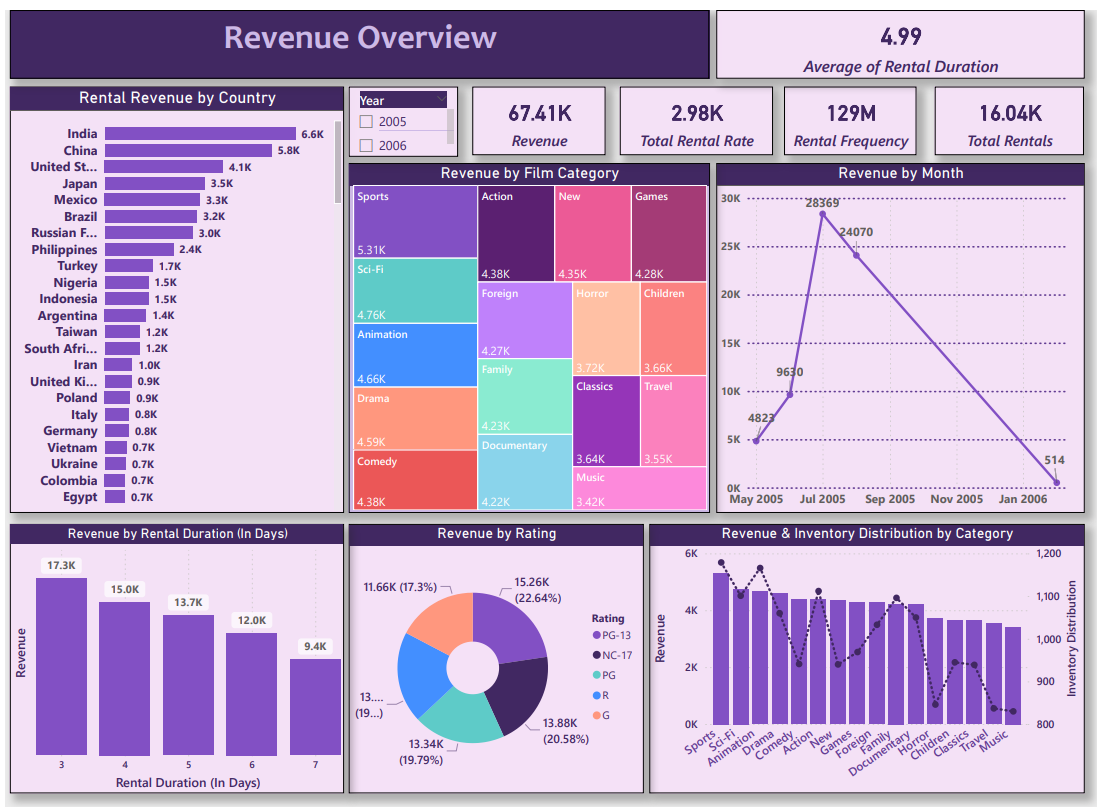 Revenue Overview
4.99
Average of Rental Duration
Rental Revenue by Country
India 6.6K
China 5.8K
United St... 4.1K
Japan 3.5K
Mexico 3.3K
Brazil 3.2K
Russian F... 3.0K
Philippines 2.4K
Turkey 1.7K
Nigeria 1.5K
Indonesia 1.5K
Argentina 1.4K
Taiwan 1.2K
South Afri... 1.2K
Iran 1.0K
United Ki... 0.9K
Poland 0.9K
Italy 0.8K
Germany 0.8K
Vietnam 0.7K
Ukraine 0.7K
Colombia 0.7K
Egypt 0.7K
Year
2005
2006
67.41K
Revenue
2.98K
Total Rental Rate
129M
Rental Frequency
16.04K
Total Rentals
Revenue by Film Category
Sports
5.31K
Sci-Fi
4.76K
Animation
4.66K
Drama
4.59K
Comedy
4.38K
Action
4.38K
New
4.35K
Games
4.28K
Foreign
4.27K
Family
4.23K
Documentary
4.22K
Horror
3.72K
Children
3.66K
Classics
3.64K
Travel
3.55K
Music
3.42K
Revenue by Month
30K
25K
20K
15K
10K
5K
0K
4823
9630
28369
24070
514
May 2005 Jul 2005 Sep 2005 Nov 2005 Jan 2006
Revenue by Rental Duration (In Days)
Revenue
17.3K
15.0K
13.7K
12.0K
9.4K
3 4 5 6 7
Rental Duration (In Days)
Revenue by Rating
15.26K
(22.64%)
13.88K
(20.58%)
13.34K
(19.79%)
13....
(19...)
11.66K (17.3%)
Rating
PG-13
NC-17
PG
R
G
Revenue & Inventory Distribution by Category
Revenue
6K
4K
2K
0K
1,200
1,100
1,000
900
800
Inventory Distribution
Sports
Sci-Fi
Animation
Drama
Comedy
Action
New
Games
Foreign
Family
Documentary
Horror
Children
Classics
Travel
Music